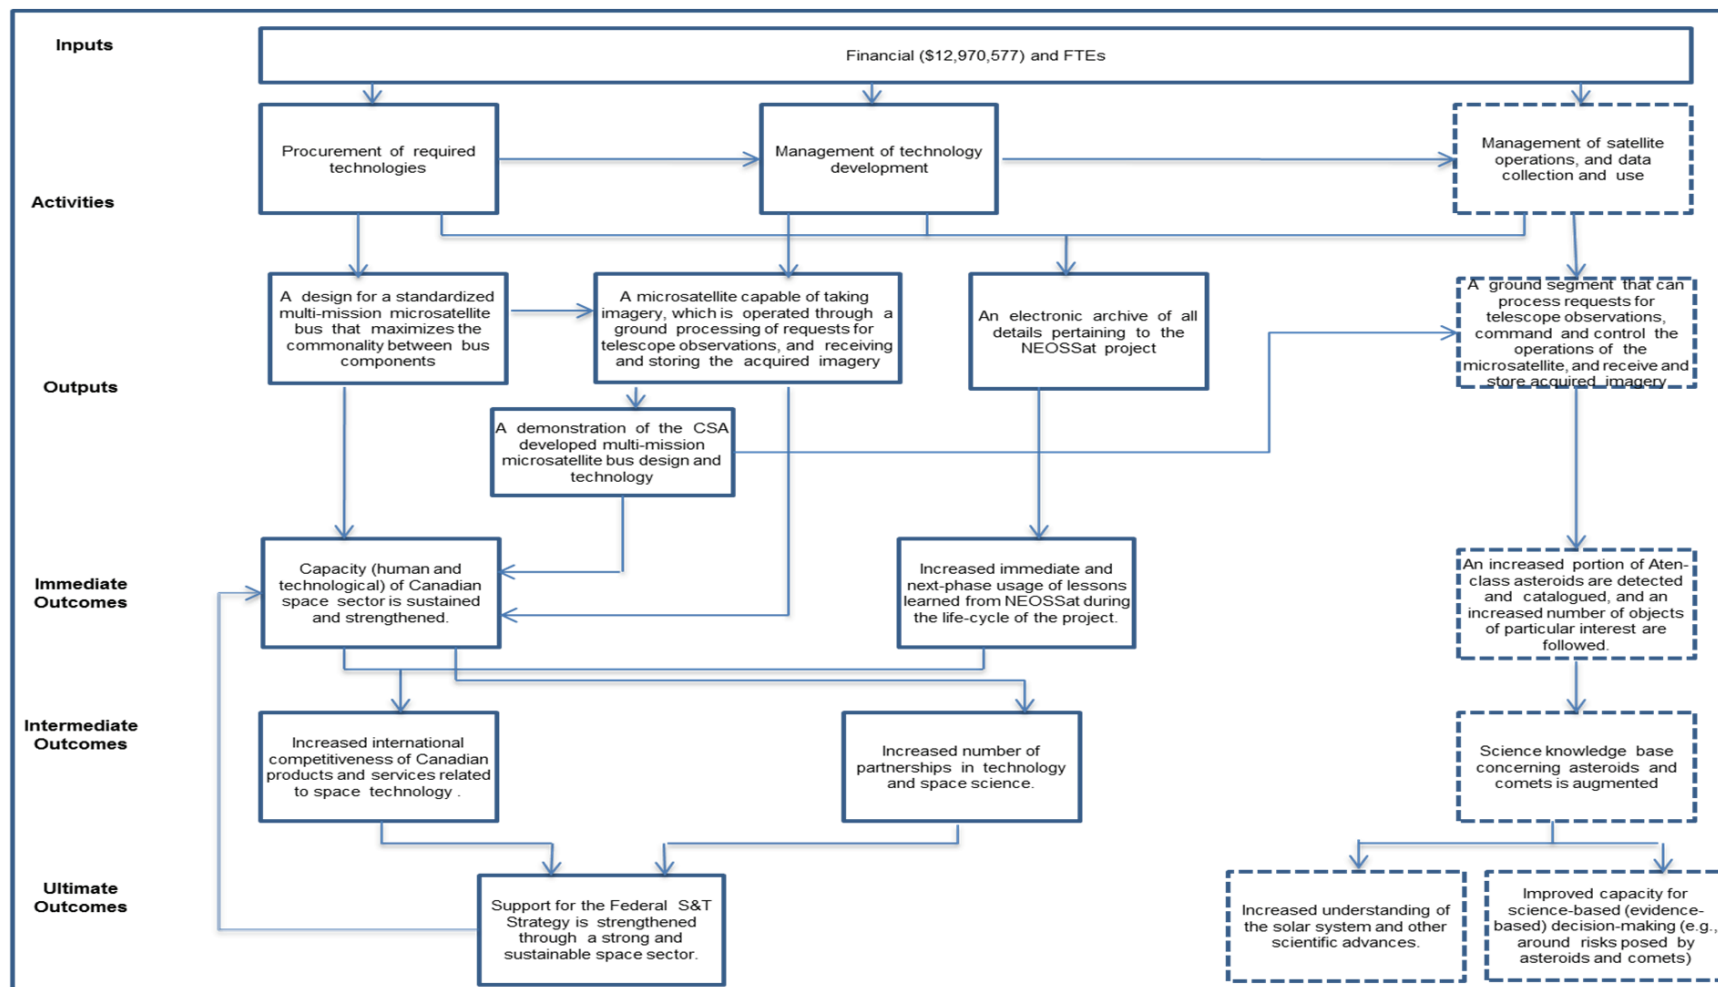 Inputs
Financial ($12,970,577) and FTEs
Activities
Procurement of required
technologies
Management of technology
development
Management of satellite
operations, and data
collection and use
Outputs
A design for a standardized
multi-mission microsatellite
bus that maximizes the
commonality between bus
components
A microsatellite capable of taking
imagery, which is operated through a
ground processing of requests for
telescope observations, and receiving
and storing the acquired imagery
An electronic archive of all
details pertaining to the
NEOSSat project
A ground segment that can
process requests for
telescope observations,
command and control the
operations of the
microsatellite, and receive and
store acquired imagery
A demonstration of the CSA
developed multi-mission
microsatellite bus design and
technology
Immediate
Outcomes
Capacity (human and
technological) of Canadian
space sector is sustained
and strengthened.
Increased immediate and
next-phase usage of lessons
learned from NEOSSat during
the life-cycle of the project.
An increased portion of Aten-
class asteroids are detected
and catalogued, and an
increased number of objects
of particular interest are
followed.
Intermediate
Outcomes
Increased international
competitiveness of Canadian
products and services related
to space technology .
Increased number of
partnerships in technology
and space science.
Science knowledge base
concerning asteroids and
comets is augmented
Ultimate
Outcomes
Support for the Federal S&T
Strategy is strengthened
through a strong and
sustainable space sector.
Increased understanding of
the solar system and other
scientific advances.
Improved capacity for
science-based (evidence-
based) decision-making (e.g.,
around risks posed by
asteroids and comets)